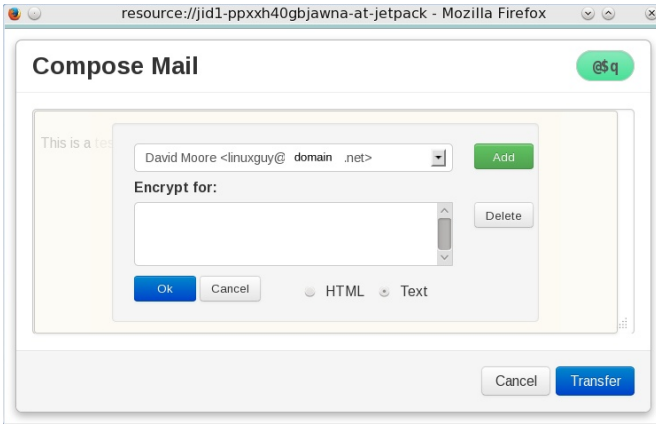 resource://jid1-ppxxh40gbjawna-at-jetpack - Mozilla Firefox
Compose Mail
@$q
This is a tes
David Moore <linuxguy@ domain .net>
Add
Encrypt for:
Delete
Ok
Cancel
HTML
Text
Cancel
Transfer